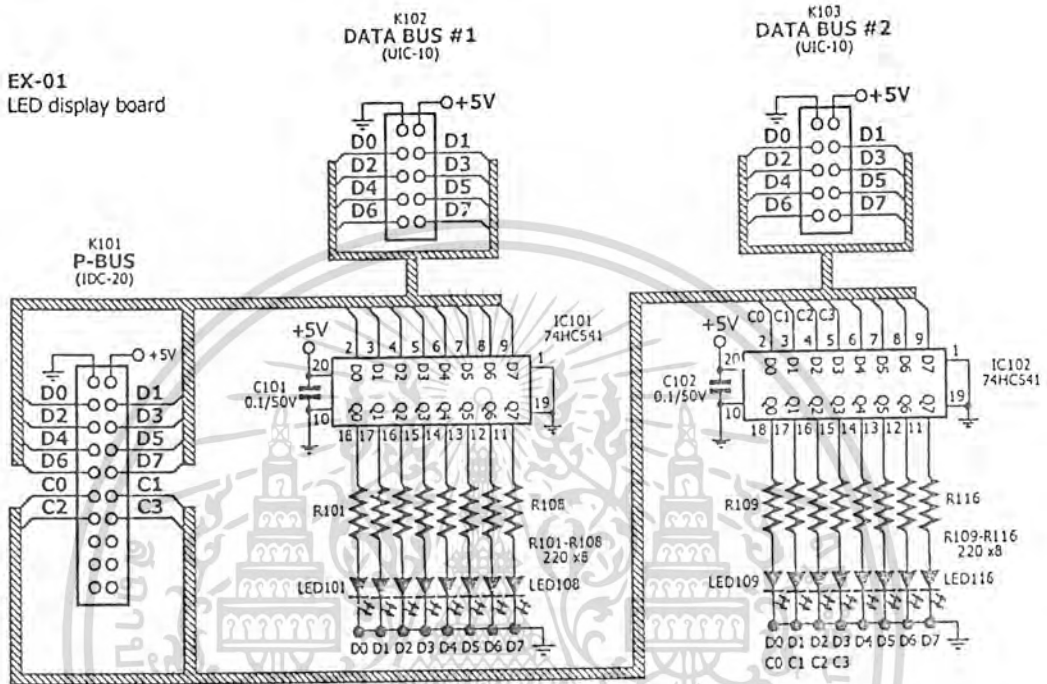 EX-01
LED display board
K102
DATA BUS #1
(UIC-10)
+5V
D0 D1
D2 D3
D4 D5
D6 D7
K103
DATA BUS #2
(UIC-10)
+5V
D0 D1
D2 D3
D4 D5
D6 D7
K101
P-BUS
(IDC-20)
+5V
D0 D1
D2 D3
D4 D5
D6 D7
C0 C1
C2 C3
+5V
20
C101
0.1/50V
10
2 3 4 5 6 7 8 9
D0 D1 D2 D3 D4 D5 D6 D7
Q0 Q1 Q2 Q3 Q4 Q5 Q6 Q7
18 17 16 15 14 13 12 11
1
19
IC101
74HC541
R101
R108
R101-R108
220 x8
LED101
LED108
D0 D1 D2 D3 D4 D5 D6 D7
+5V
20
C102
0.1/50V
10
C0 C1 C2 C3
2 3 4 5 6 7 8 9
D0 D1 D2 D3 D4 D5 D6 D7
Q0 Q1 Q2 Q3 Q4 Q5 Q6 Q7
18 17 16 15 14 13 12 11
1
19
IC102
74HC541
R109
R116
R109-R116
220 x8
LED109
LED116
D0 D1 D2 D3 D4 D5 D6 D7
C0 C1 C2 C3